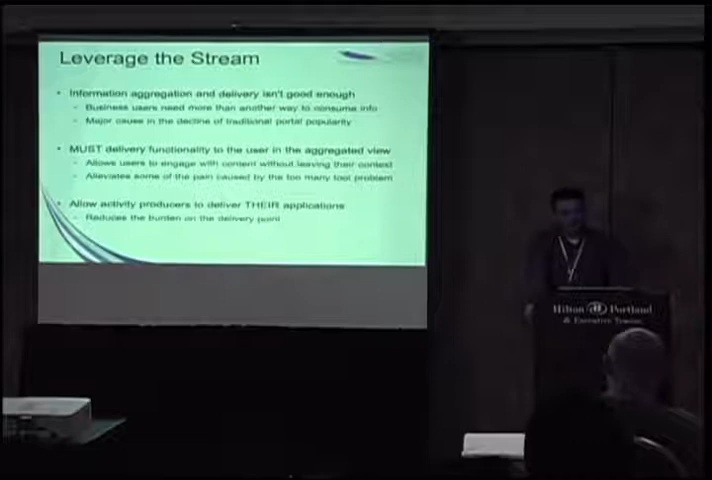 Leverage the Stream
• Information aggregation and delivery isn't good enough
– Business users need more than another way to consume info
– Major cause in the decline of traditional portal popularity
• MUST delivery functionality to the user in the aggregated view
– Allows users to engage with content without leaving their context
– Alleviates some of the pain caused by the too many tool problem
• Allow activity producers to deliver THEIR applications
– Reduces the burden on the delivery point
Hilton Portland
& Executive Tower